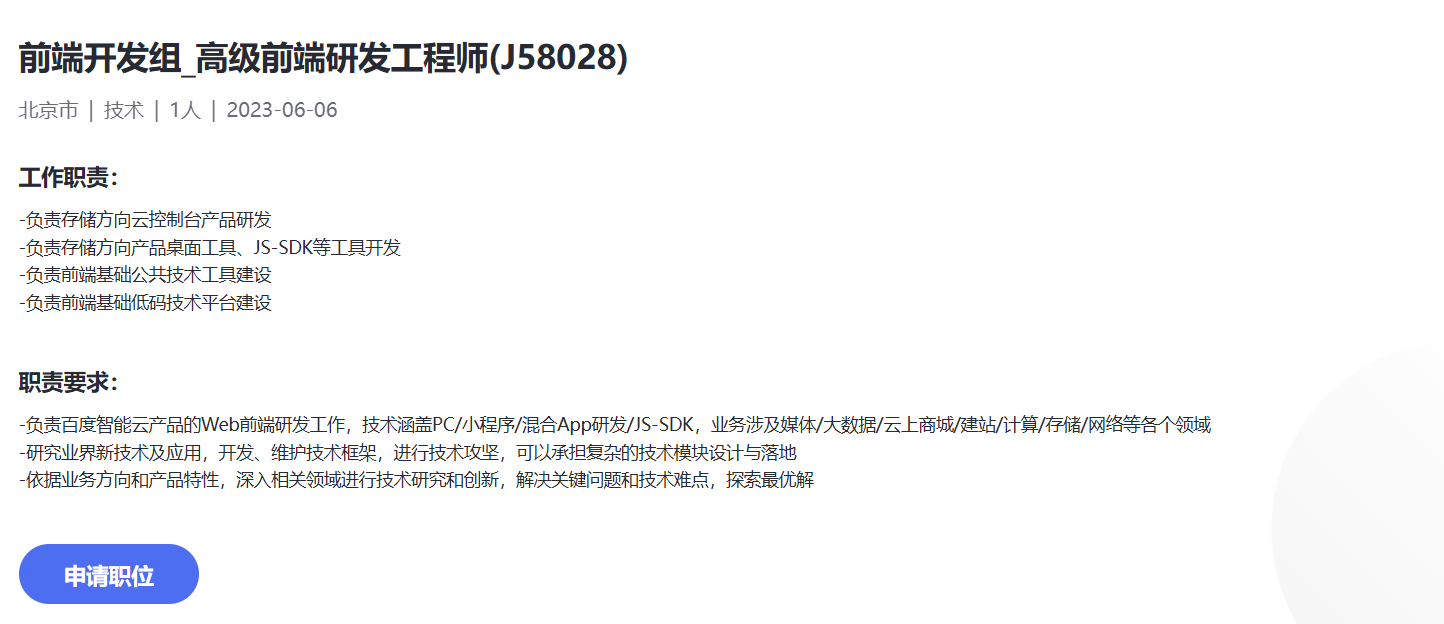 前端开发组_高级前端研发工程师(J58028)
北京市 | 技术 | 1人 | 2023-06-06
工作职责：
-负责存储方向云控制台产品研发
-负责存储方向产品桌面工具、JS-SDK等工具开发
-负责前端基础公共技术工具建设
-负责前端基础低码技术平台建设
职责要求：
-负责百度智能云产品的Web前端研发工作，技术涵盖PC/小程序/混合App研发/JS-SDK，业务涉及媒体/大数据/云上商城/建站/计算/存储/网络等各个领域
-研究业界新技术及应用，开发、维护技术框架，进行技术攻坚，可以承担复杂的技术模块设计与落地
-依据业务方向和产品特性，深入相关领域进行技术研究和创新，解决关键问题和技术难点，探索最优解
申请职位